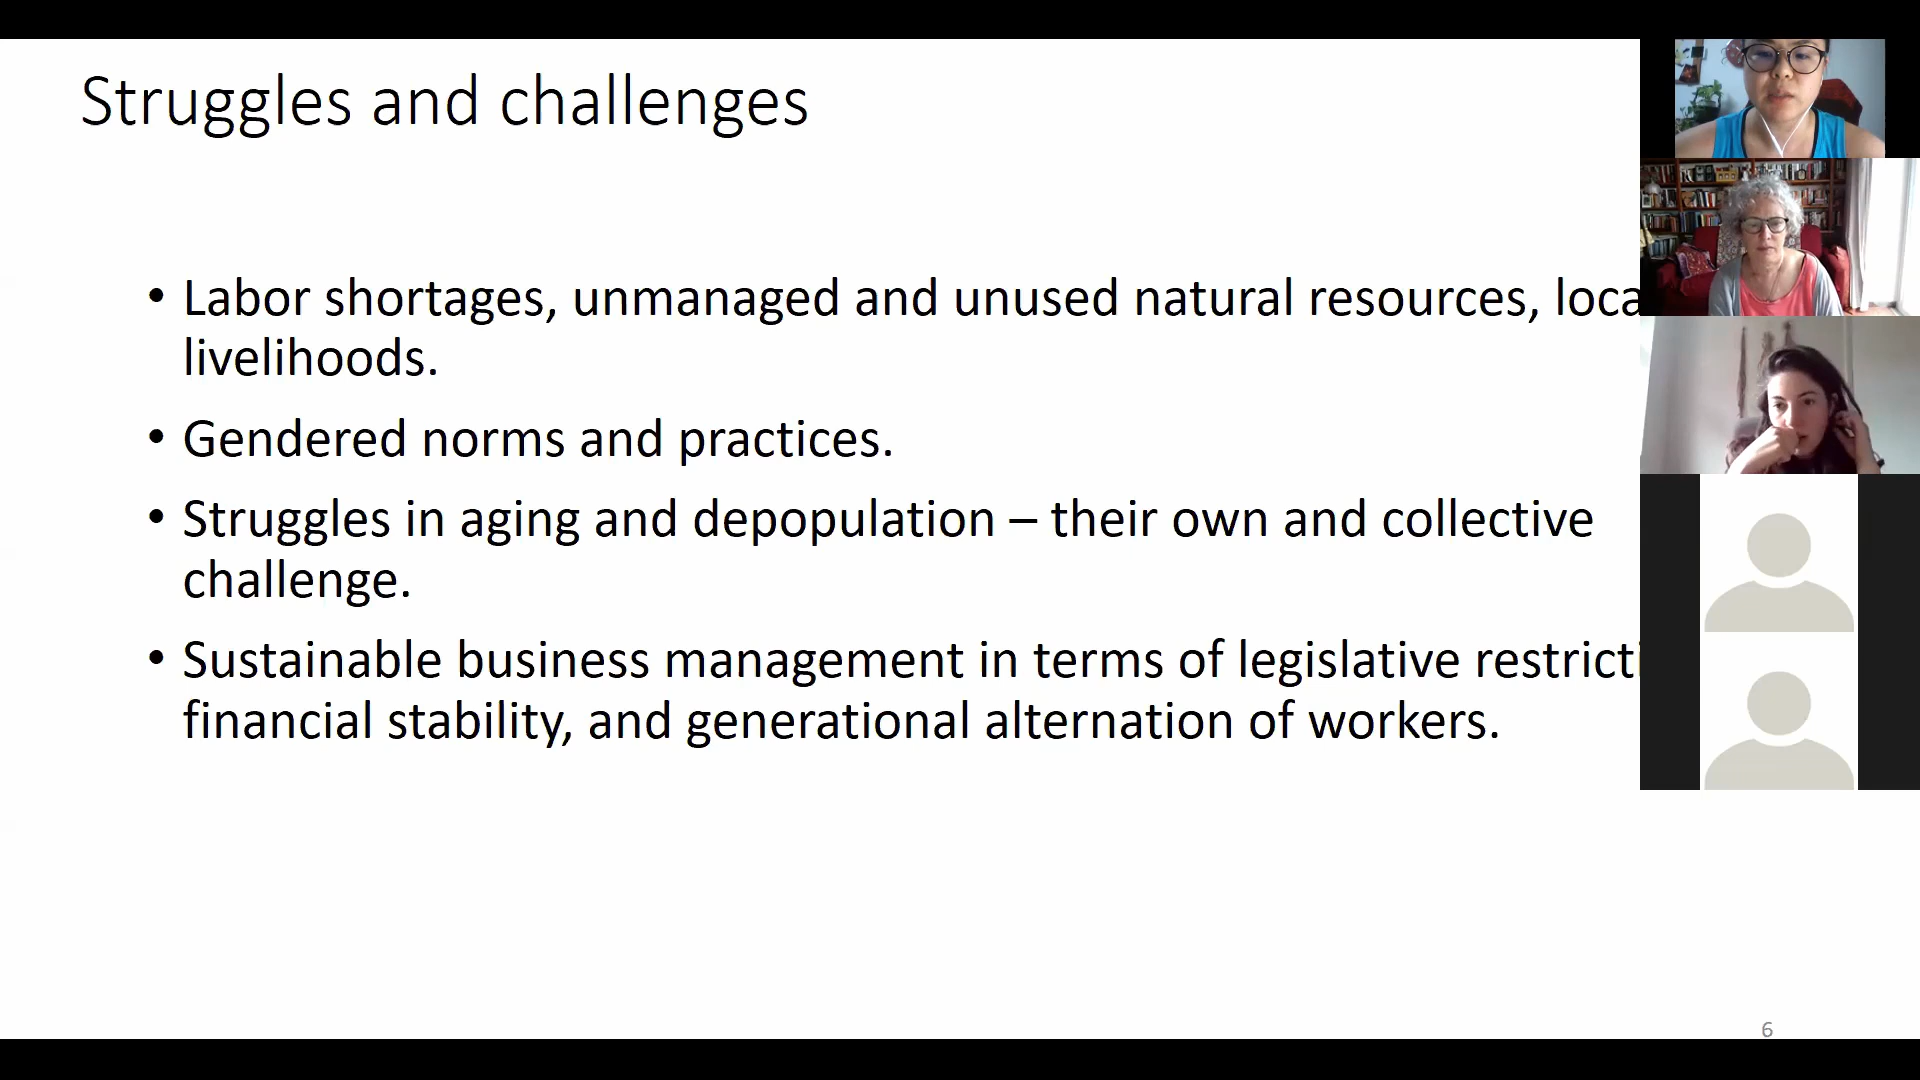 Struggles and challenges
• Labor shortages, unmanaged and unused natural resources,
livelihoods.
• Gendered norms and practices.
• Struggles in aging and depopulation – their own and collective
challenge.
• Sustainable business management in terms of legislative
financial stability, and generational alternation of workers.
6